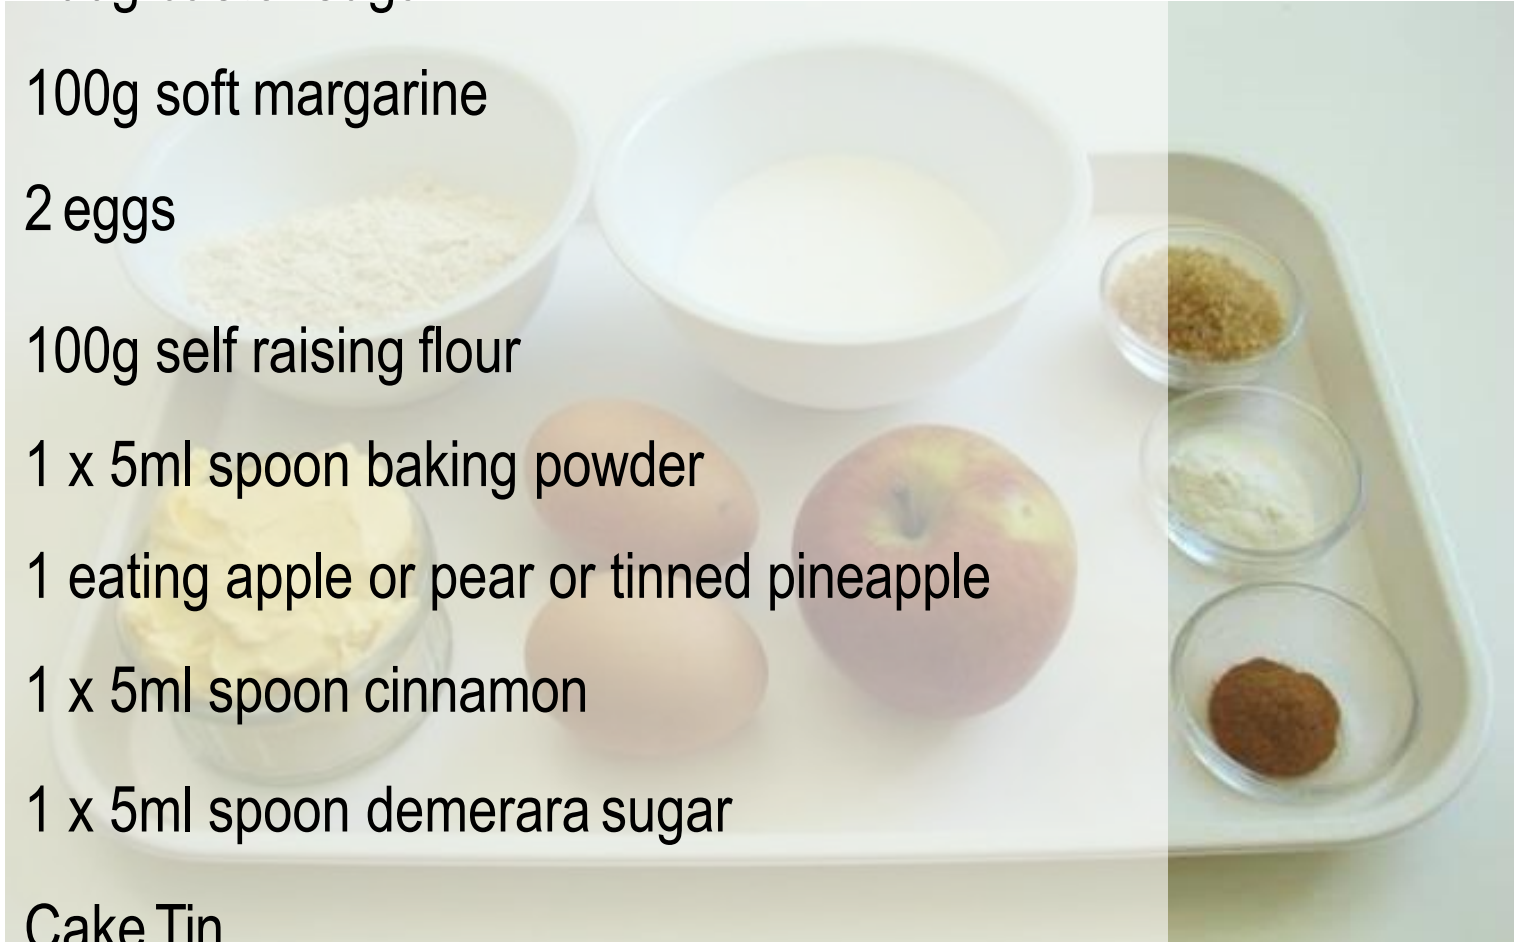 100g soft margarine
2 eggs
100g self raising flour
1 x 5ml spoon baking powder
1 eating apple or pear or tinned pineapple
1 x 5ml spoon cinnamon
1 x 5ml spoon demerara sugar
Cake Tin